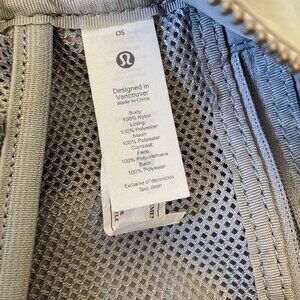 OS
Designed in
Vancouver
made in China
Body:
100% Nylon
Lining:
100% Polyester
Mesh:
100% Polyester
Contrast:
Face:
100% Polyurethane
Back:
100% Polyester
Exclusive of decoration
Spot clean